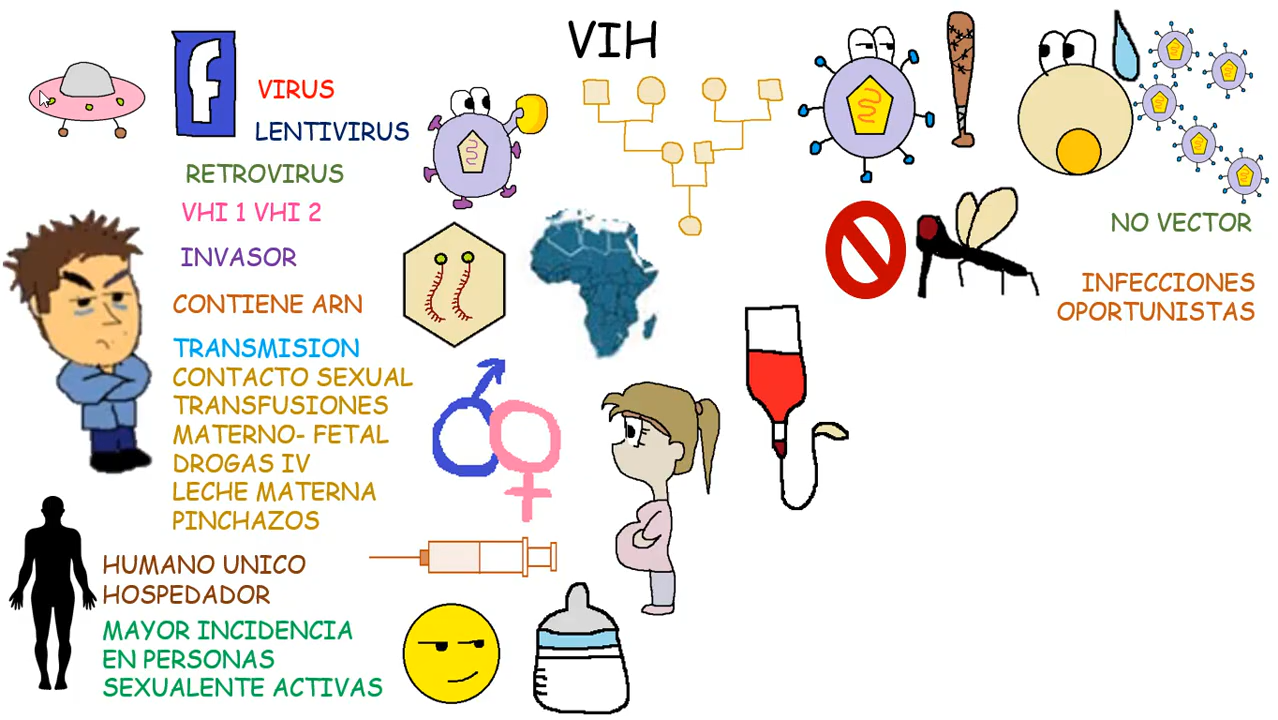 VIH
f
VIRUS
LENTIVIRUS
RETROVIRUS
VHI 1 VHI 2
INVASOR
CONTIENE ARN
TRANSMISION
CONTACTO SEXUAL
TRANSFUSIONES
MATERNO- FETAL
DROGAS IV
LECHE MATERNA
PINCHAZOS
HUMANO UNICO
HOSPEDADOR
MAYOR INCIDENCIA
EN PERSONAS
SEXUALENTE ACTIVAS
NO VECTOR
INFECCIONES
OPORTUNISTAS